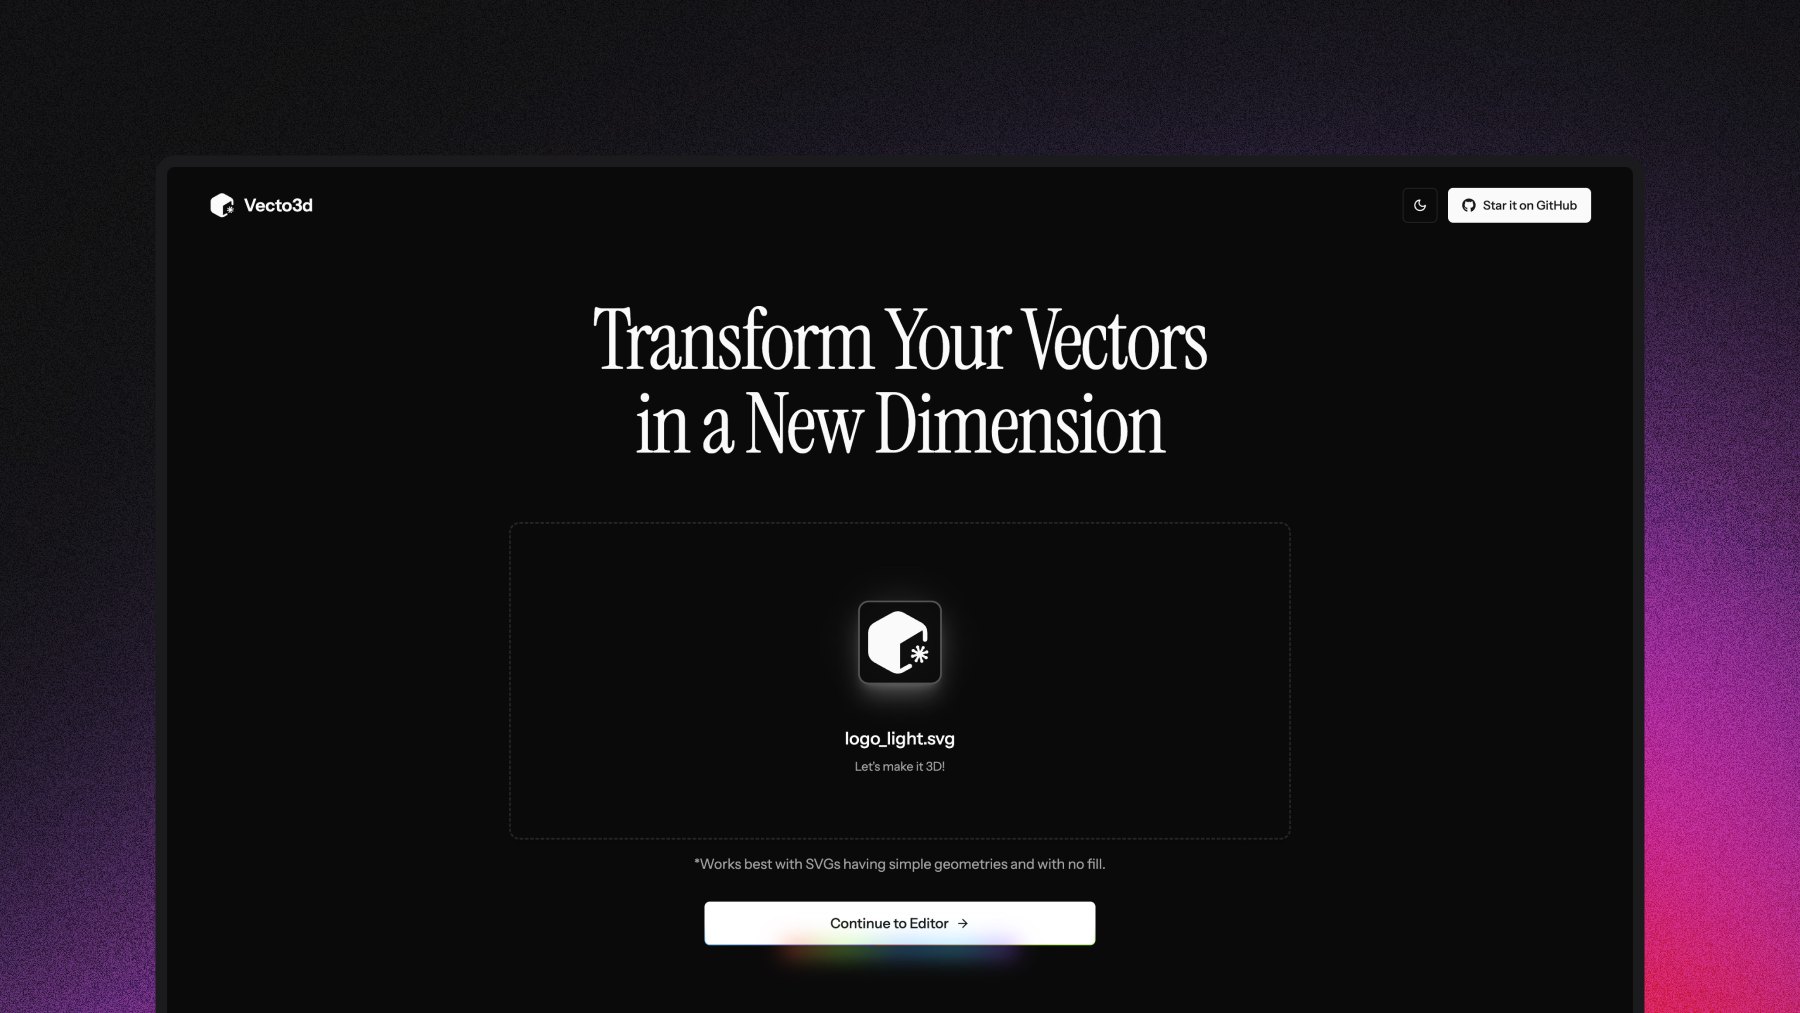 Vecto3d
Star it on GitHub
Transform Your Vectors
in a New Dimension
logo_light.svg
Let's make it 3D!
*Works best with SVGs having simple geometries and with no fill.
Continue to Editor →